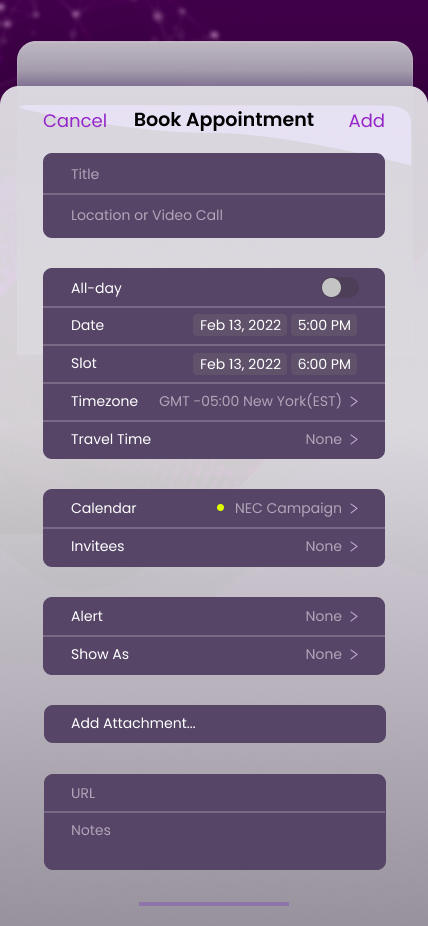 Cancel Book Appointment Add
Title
Location or Video Call
All-day
Date Feb 13, 2022 5:00 PM
Slot Feb 13, 2022 6:00 PM
Timezone GMT -05:00 New York(EST) >
Travel Time None >
Calendar NEC Campaign >
Invitees None >
Alert None >
Show As None >
Add Attachment...
URL
Notes